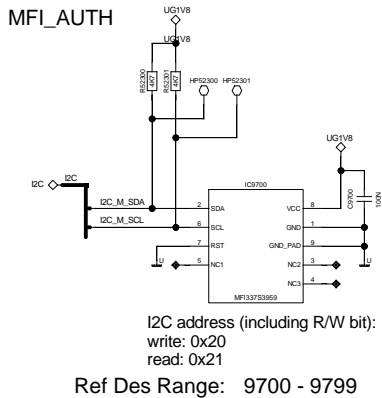 MFI_AUTH
UG1V8
UG1V8
R52300
4K7
R52301
4K7
HP52300
HP52301
UG1V8
I2C
I2C
I2C_M_SDA
I2C_M_SCL
IC9700
2 SDA
6 SCL
7 RST
5 NC1
VCC 8
GND 1
GND_PAD 9
NC2 3
NC3 4
MFI337S3959
C9700
100N
U
U
I2C address (including R/W bit):
write: 0x20
read: 0x21
Ref Des Range: 9700 - 9799